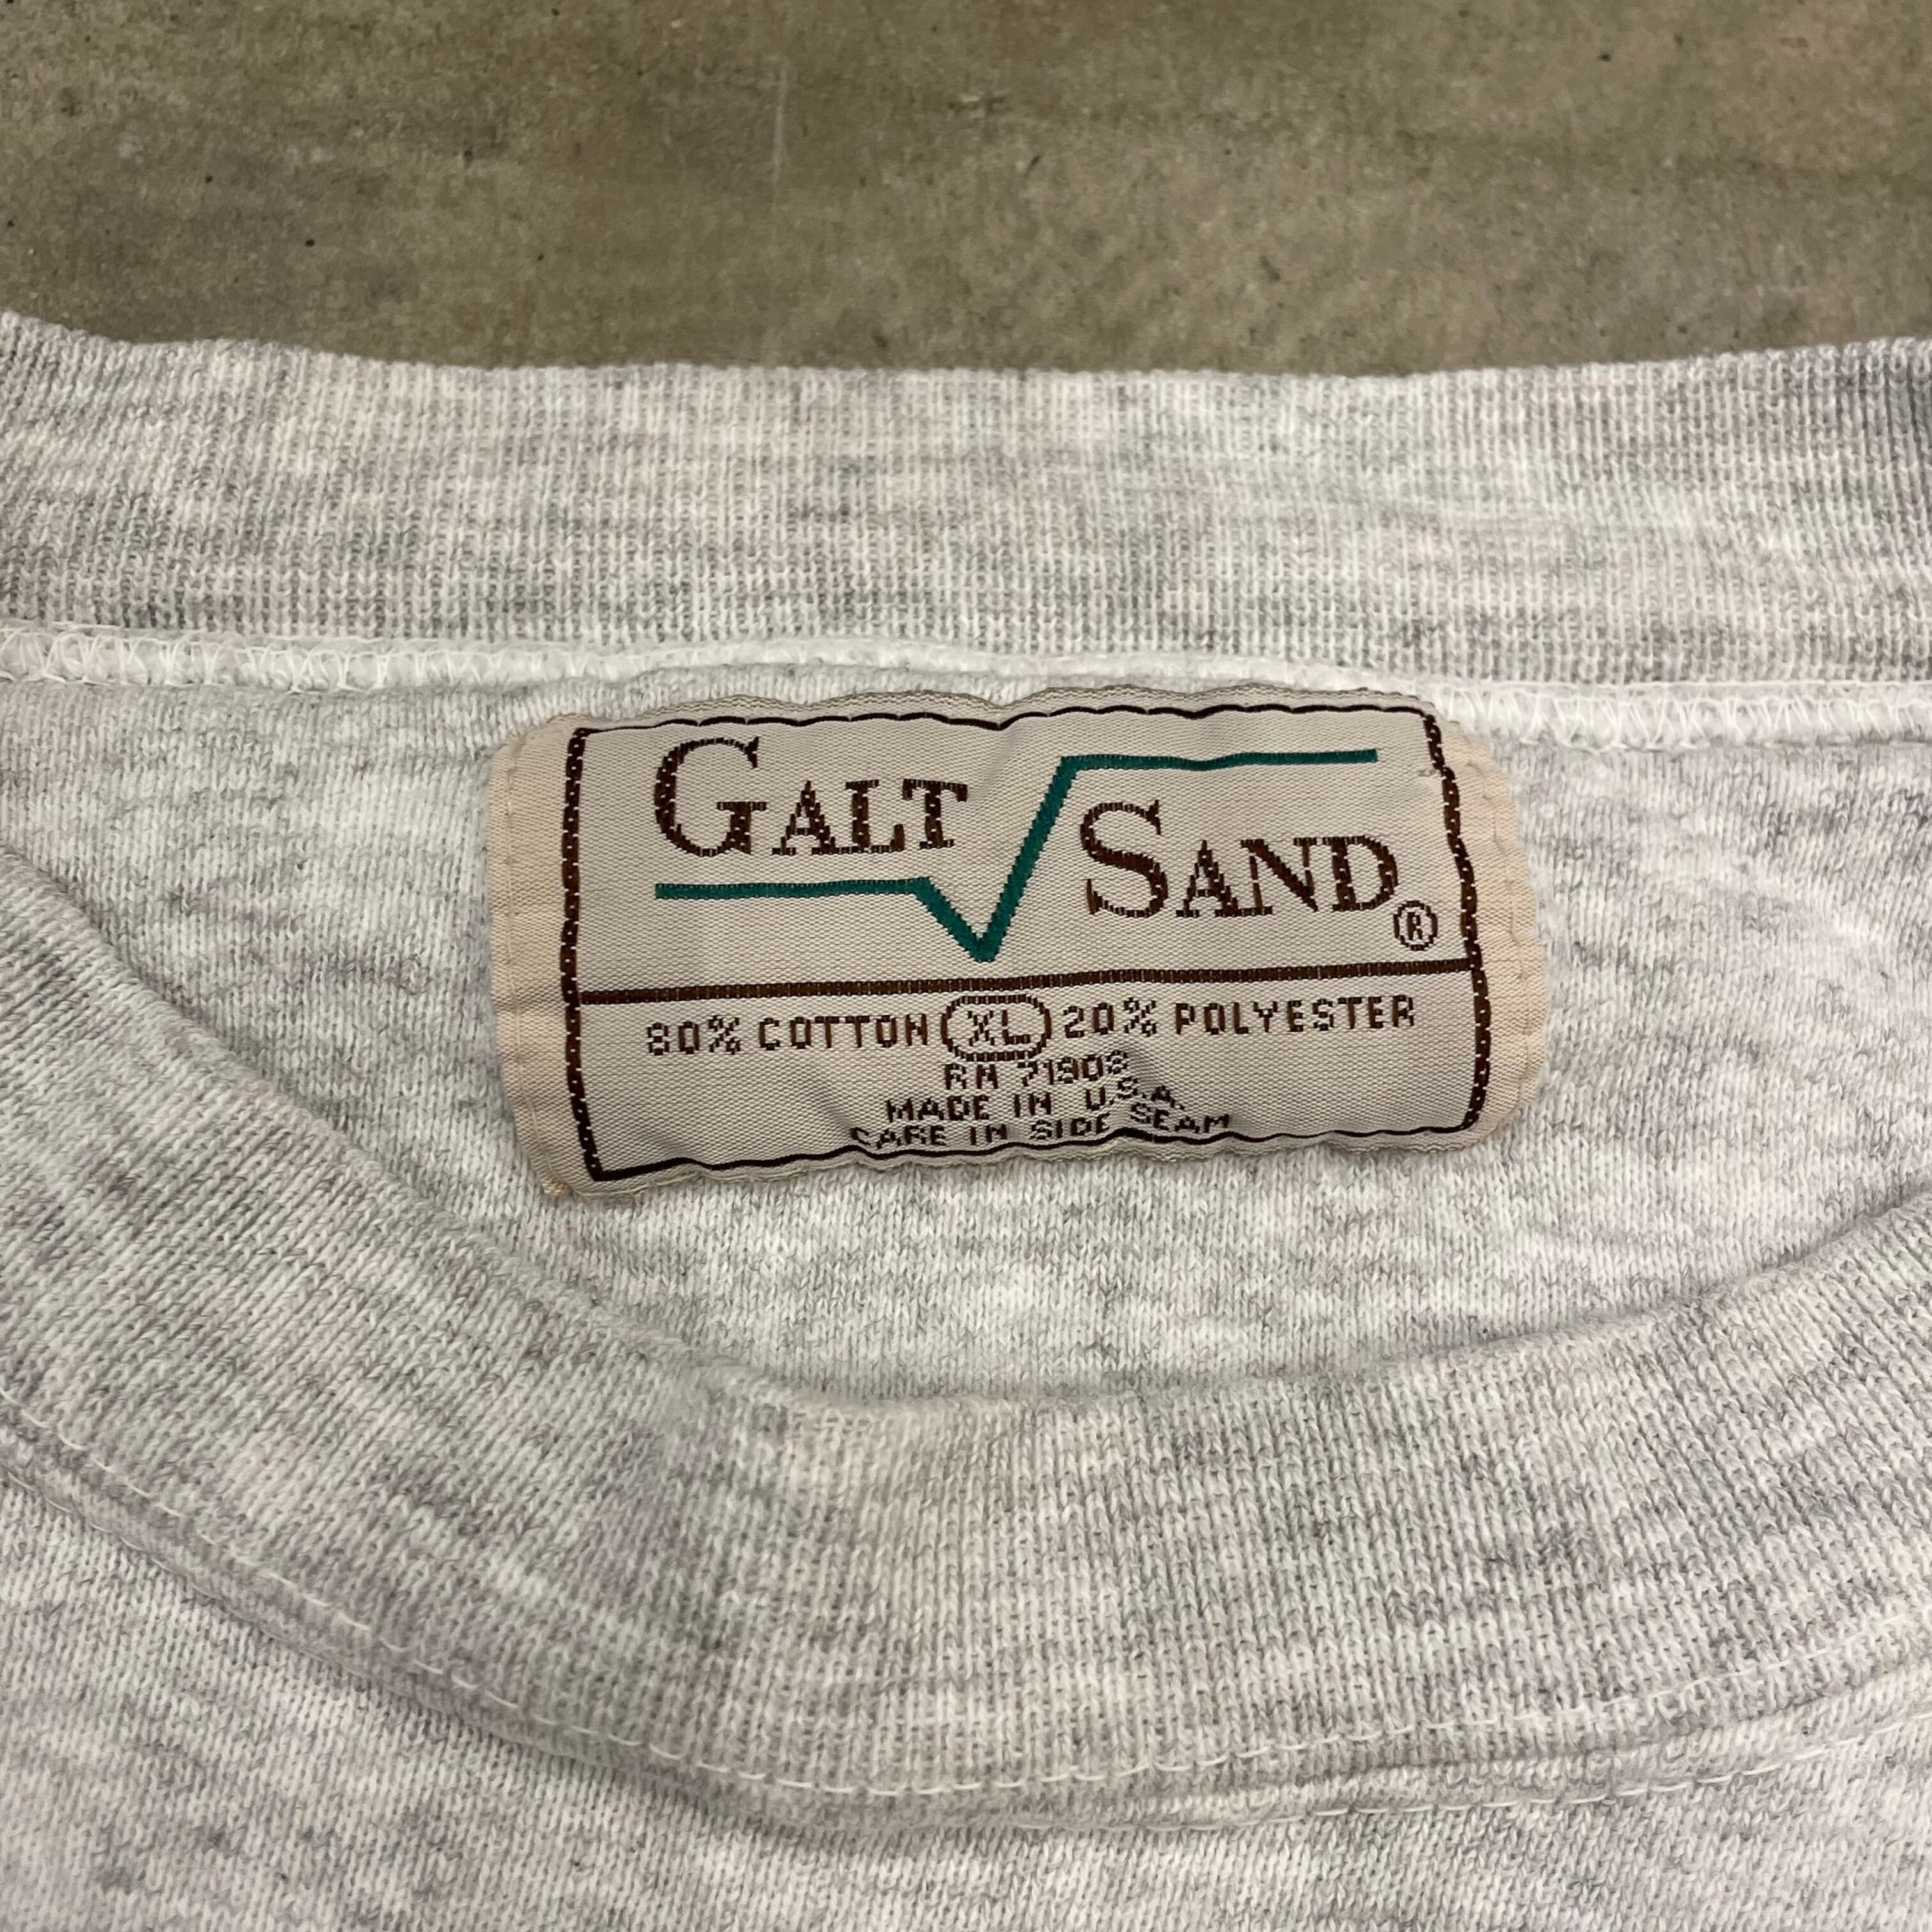 GALT SAND ®
80% COTTON XL 20% POLYESTER
RN 71908
MADE IN U.S.A.
CARE IN SIDE SEAM